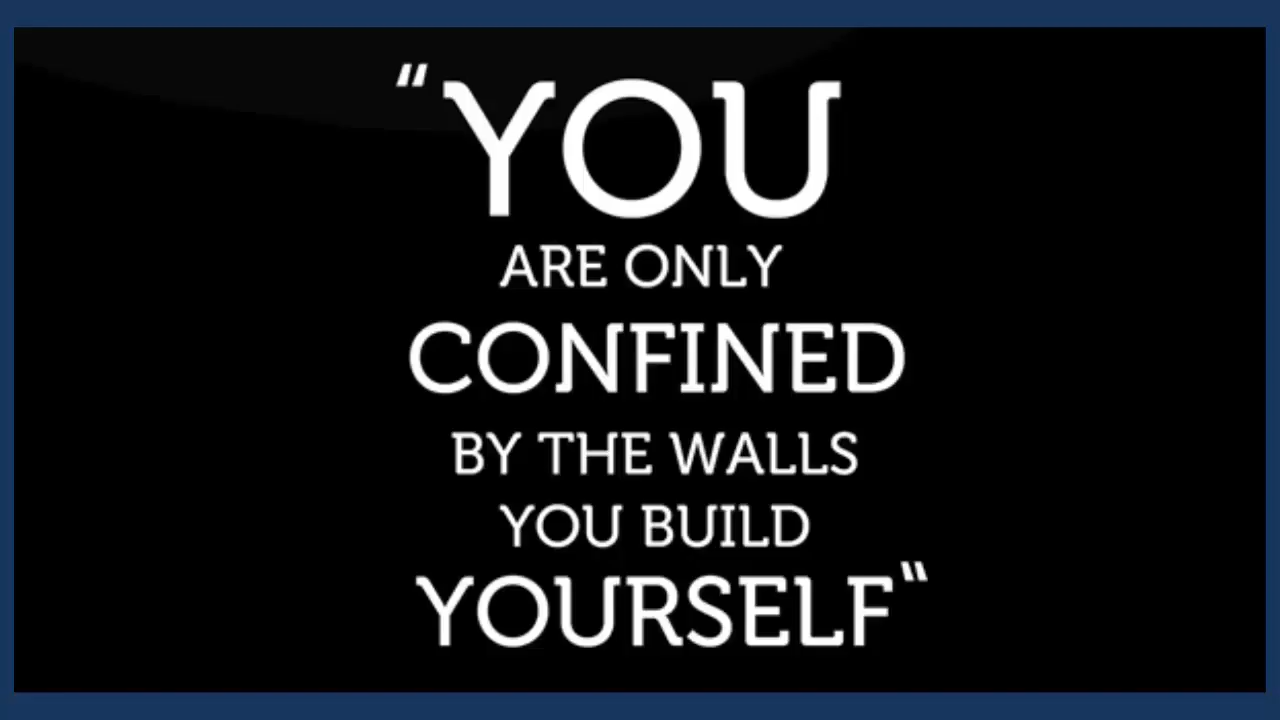 “YOU
ARE ONLY
CONFINED
BY THE WALLS
YOU BUILD
YOURSELF“